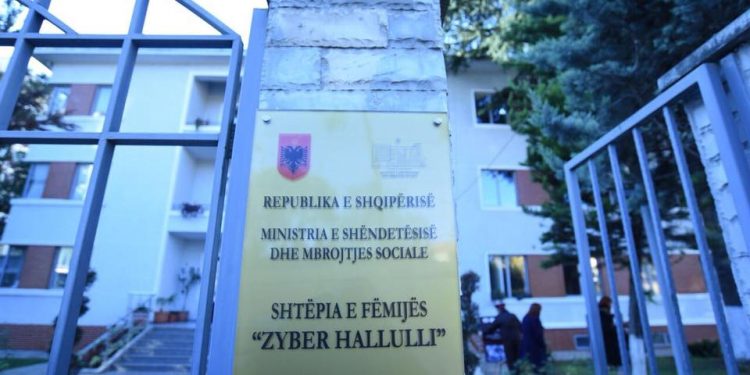 REPUBLIKA E SHQIPËRISË
MINISTRIA E SHËNDETËSISË
DHE MBROJTJES SOCIALE
SHTËPIA E FËMIJËS
"ZYBER HALLULLI"